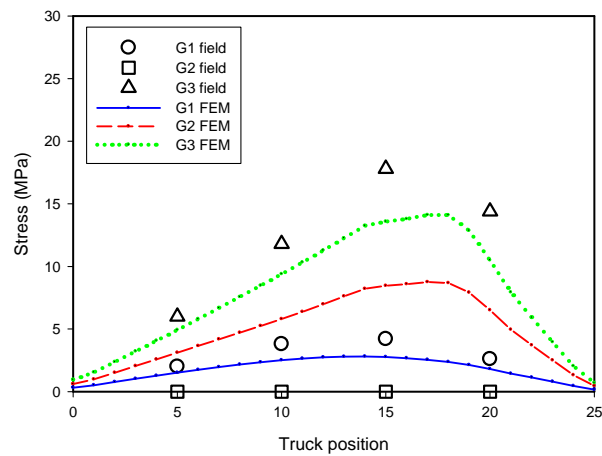 30
25
20
15
10
5
0
Stress (MPa)
G1 field
G2 field
G3 field
G1 FEM
G2 FEM
G3 FEM
0 5 10 15 20 25
Truck position